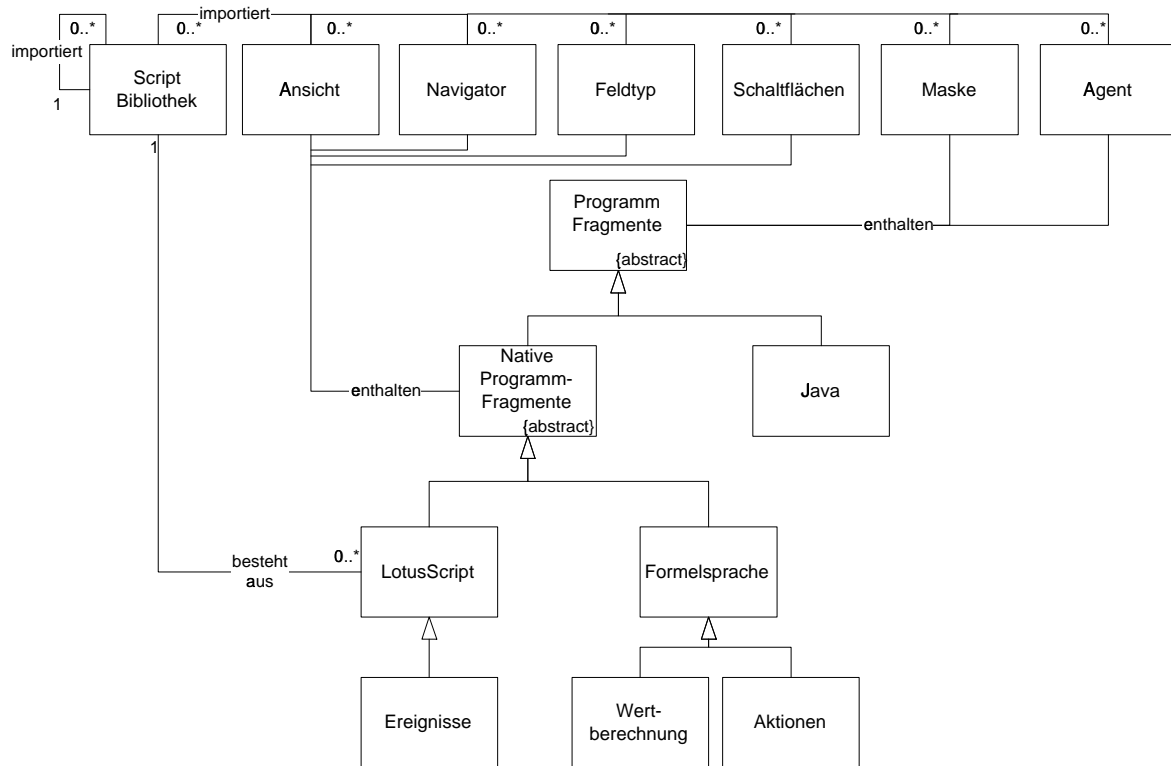 importiert
0..*
0..*
0..*
0..*
0..*
0..*
0..*
0..*
importiert
Script
Bibliothek
Ansicht
Navigator
Feldtyp
Schaltflächen
Maske
Agent
1
1
Programm
Fragmente
{abstract}
enthalten
Native
Programm-
Fragmente
{abstract}
enthalten
Java
besteht
aus
0..*
LotusScript
Formelsprache
Ereignisse
Wert-
berechnung
Aktionen